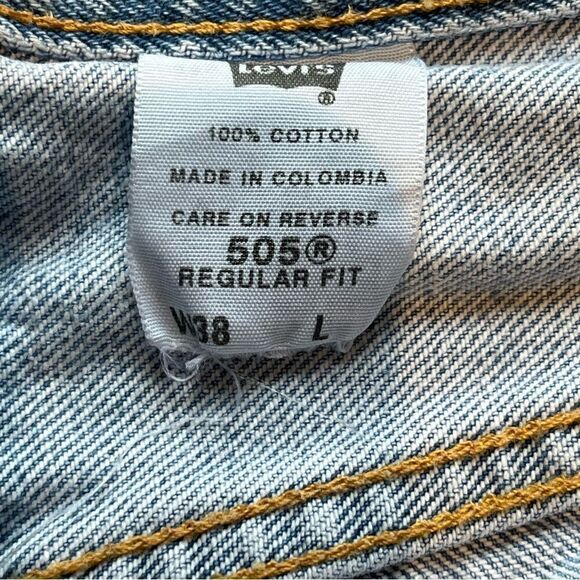 Levi's
®
100% COTTON
MADE IN COLOMBIA
CARE ON REVERSE
505®
REGULAR FIT
W38 L